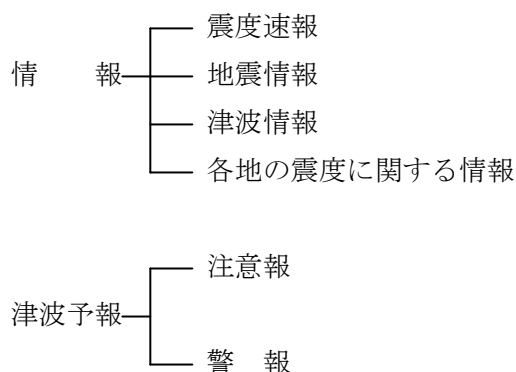 震度速報
情　　報
地震情報
津波情報
各地の震度に関する情報
注意報
津波予報
警　報